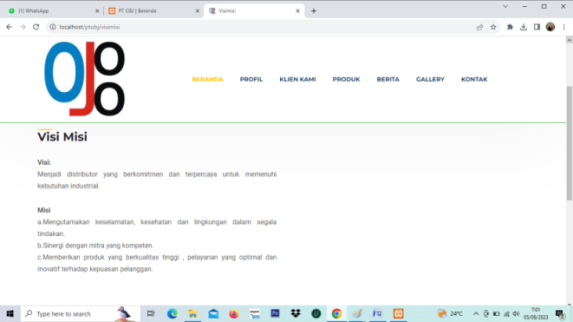 (1) WhatsApp
PT OBJ | Beranda
Visimisi
localhost/ptobj/visimisi
BERANDA PROFIL KLIEN KAMI PRODUK BERITA GALLERY KONTAK
Visi Misi
Visi:
Menjadi distributor yang berkomitmen dan terpercaya untuk memenuhi
kebutuhan industrial.
Misi
a.Mengutamakan keselamatan, kesehatan dan lingkungan dalam segala
tindakan.
b.Sinergi dengan mitra yang kompeten.
c.Memberikan produk yang berkualitas tinggi , pelayanan yang optimal dan
inovatif terhadap kepuasan pelanggan.
Type here to search
24°C
7:01
05/08/2023